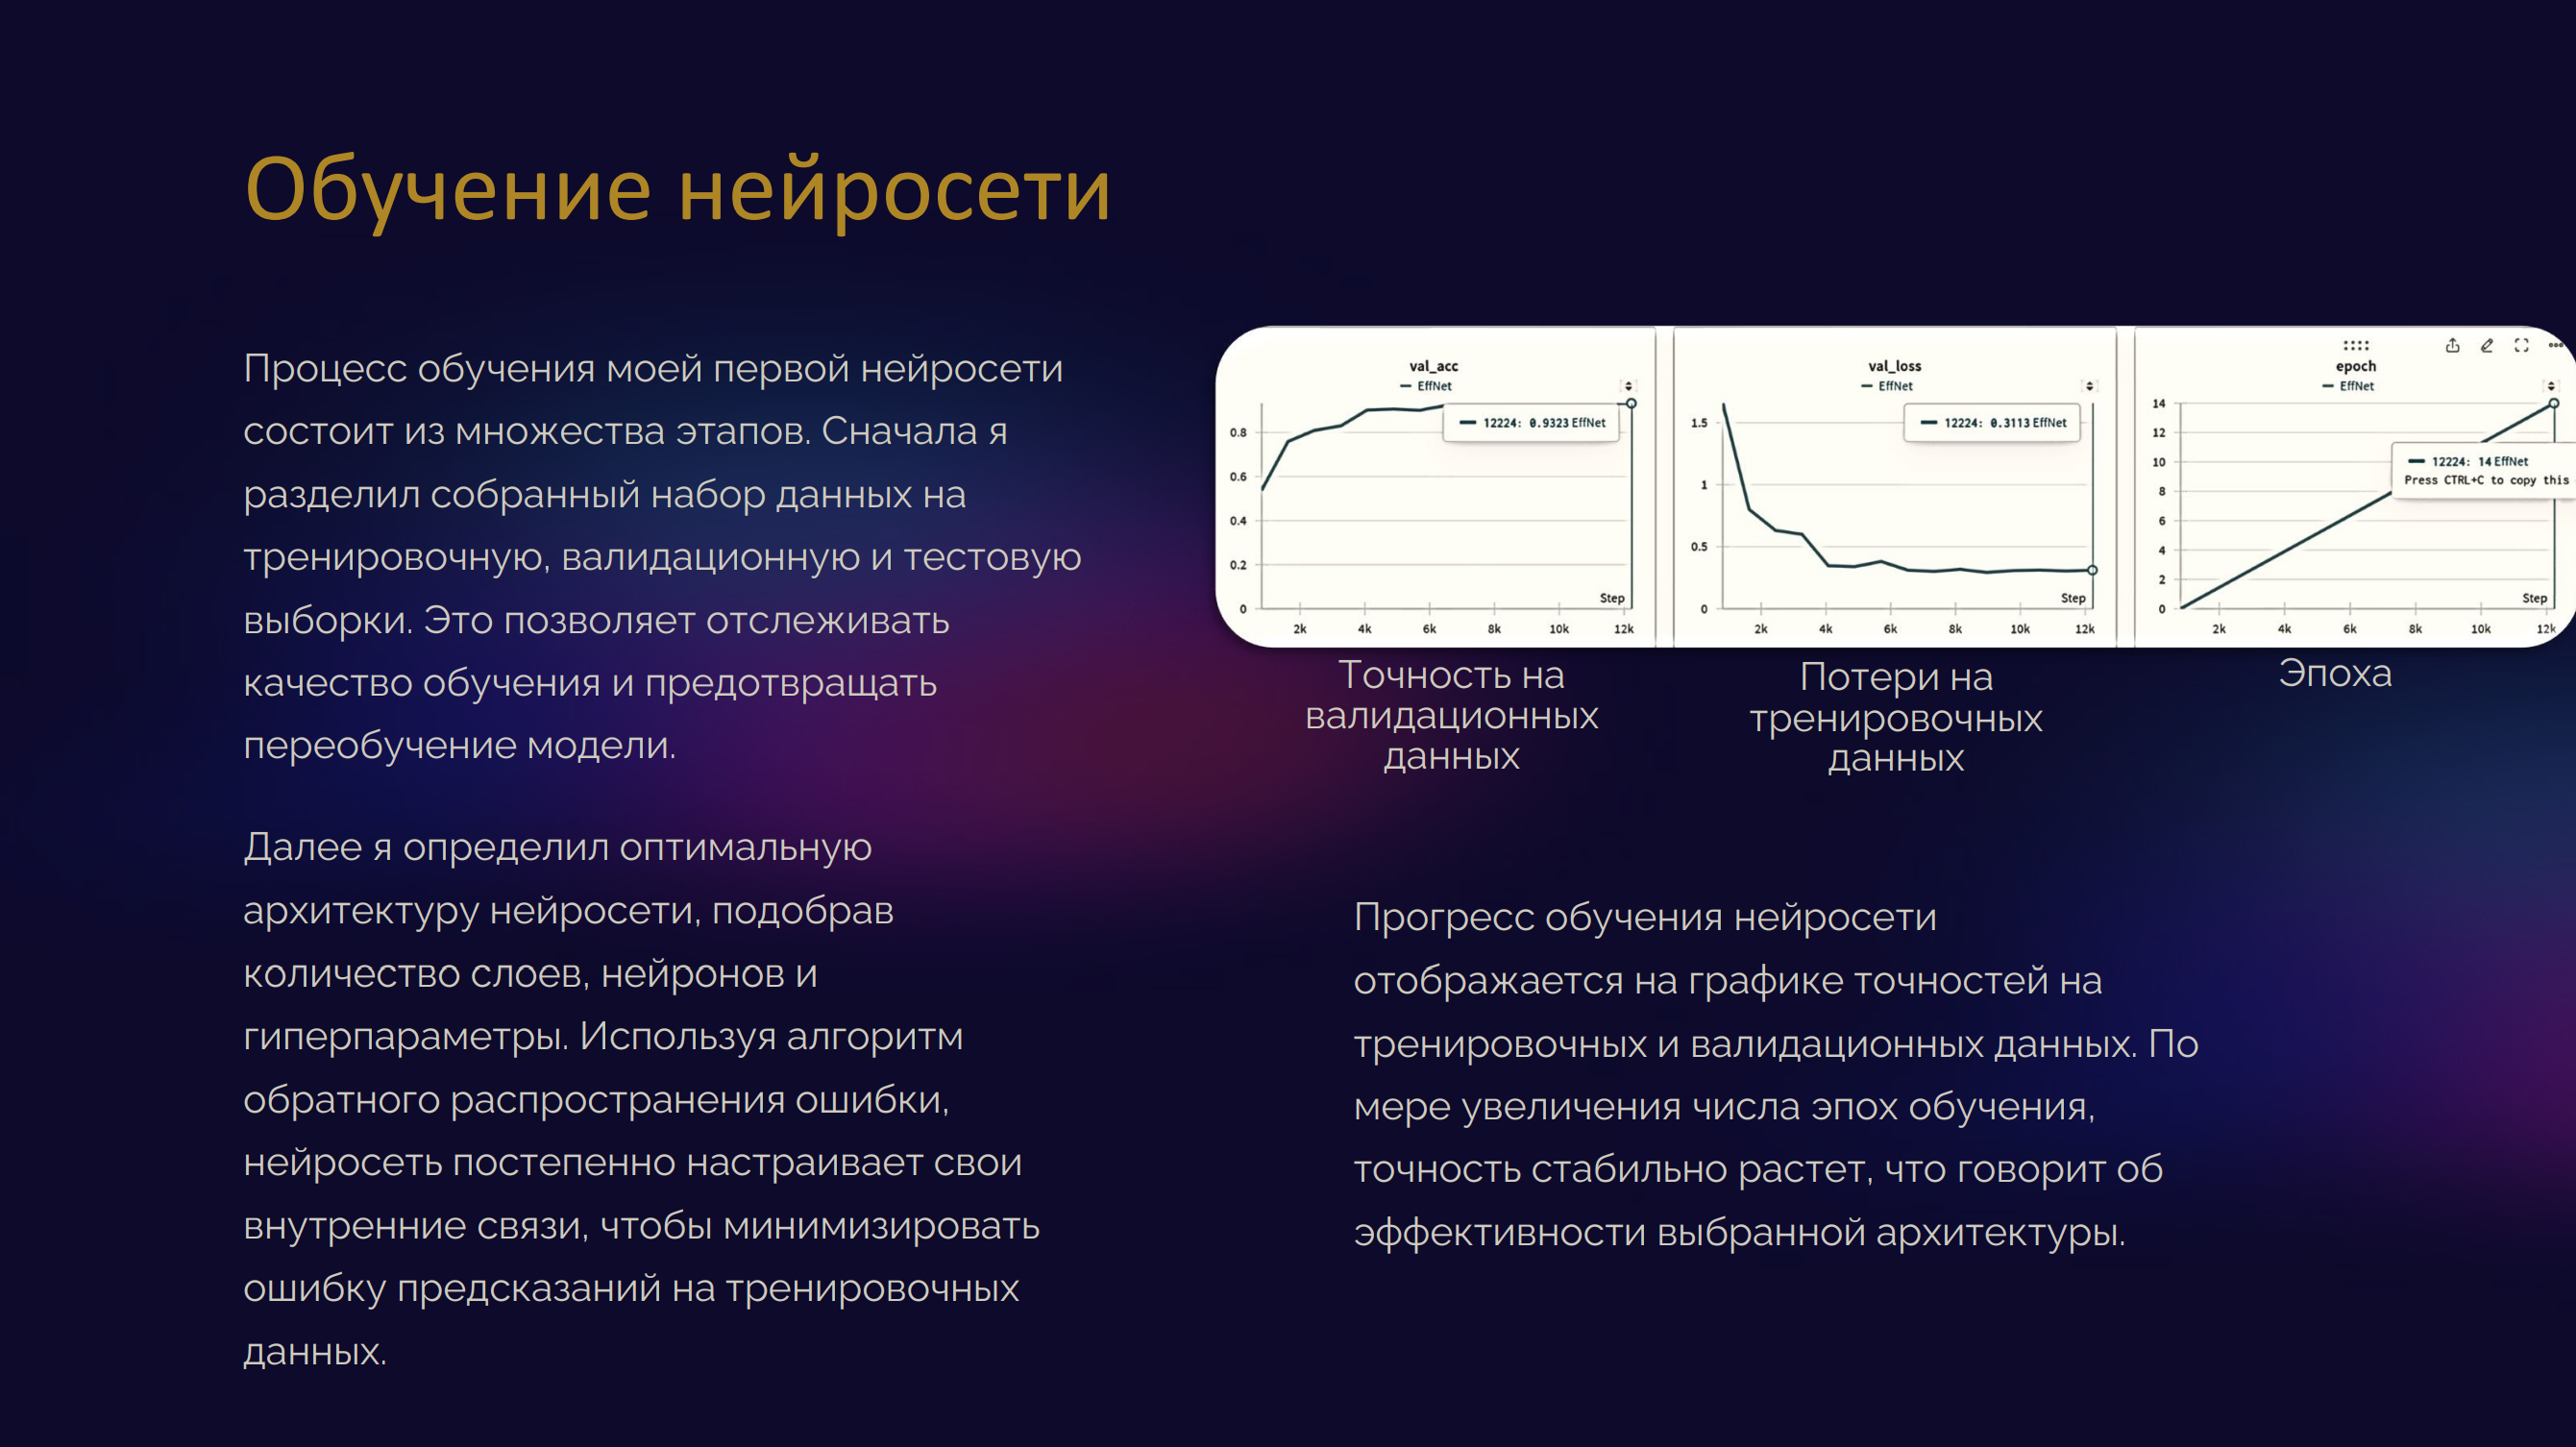 Обучение нейросети
Процесс обучения моей первой нейросети
состоит из множества этапов. Сначала я
разделил собранный набор данных на
тренировочную, валидационную и тестовую
выборки. Это позволяет отслеживать
качество обучения и предотвращать
переобучение модели.
Далее я определил оптимальную
архитектуру нейросети, подобрав
количество слоев, нейронов и
гиперпараметры. Используя алгоритм
обратного распространения ошибки,
нейросеть постепенно настраивает свои
внутренние связи, чтобы минимизировать
ошибку предсказаний на тренировочных
данных.
val_acc
EffNet
12224: 0.9323 EffNet
0.8
0.6
0.4
0.2
0
Step
2k 4k 6k 8k 10k 12k
Точность на
валидационных
данных
val_loss
EffNet
12224: 0.3113 EffNet
1.5
1
0.5
0
Step
2k 4k 6k 8k 10k 12k
Потери на
тренировочных
данных
epoch
EffNet
14
12
10
8
6
4
2
0
12224: 14 EffNet
Press CTRL+C to copy this
Step
2k 4k 6k 8k 10k 12k
Эпоха
Прогресс обучения нейросети
отображается на графике точностей на
тренировочных и валидационных данных. По
мере увеличения числа эпох обучения,
точность стабильно растет, что говорит об
эффективности выбранной архитектуры.